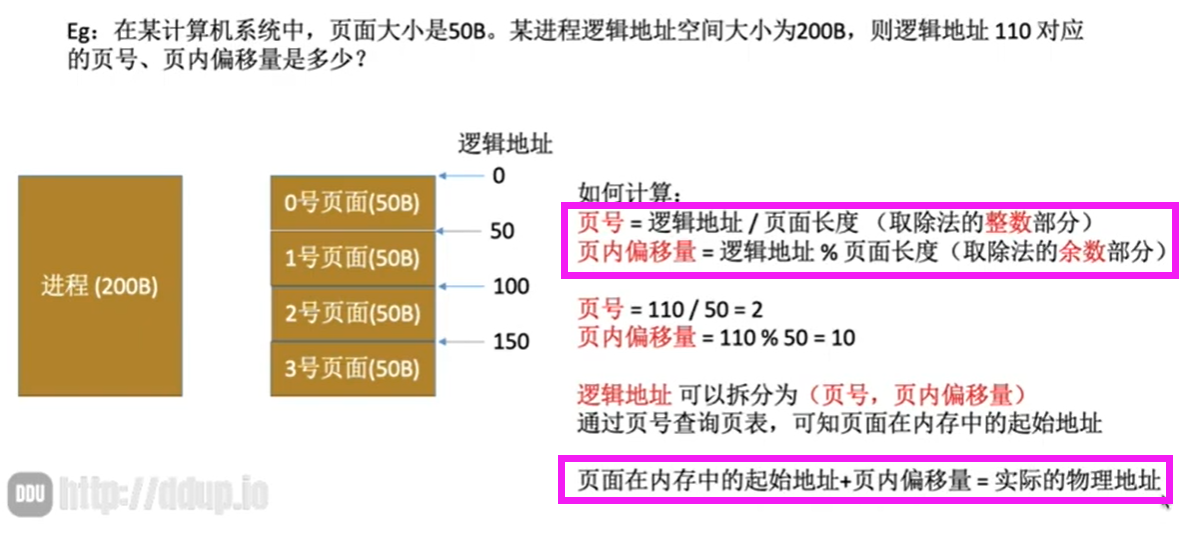 Eg：在某计算机系统中，页面大小是50B。某进程逻辑地址空间大小为200B，则逻辑地址 110 对应
的页号、页内偏移量是多少？
逻辑地址
进程 (200B)
0号页面(50B)
1号页面(50B)
2号页面(50B)
3号页面(50B)
0
50
100
150
如何计算：
页号 = 逻辑地址 / 页面长度 （取除法的整数部分）
页内偏移量 = 逻辑地址 % 页面长度（取除法的余数部分）
页号 = 110 / 50 = 2
页内偏移量 = 110 % 50 = 10
逻辑地址 可以拆分为（页号，页内偏移量）
通过页号查询页表，可知页面在内存中的起始地址
页面在内存中的起始地址+页内偏移量 = 实际的物理地址
DDU http://ddup.io